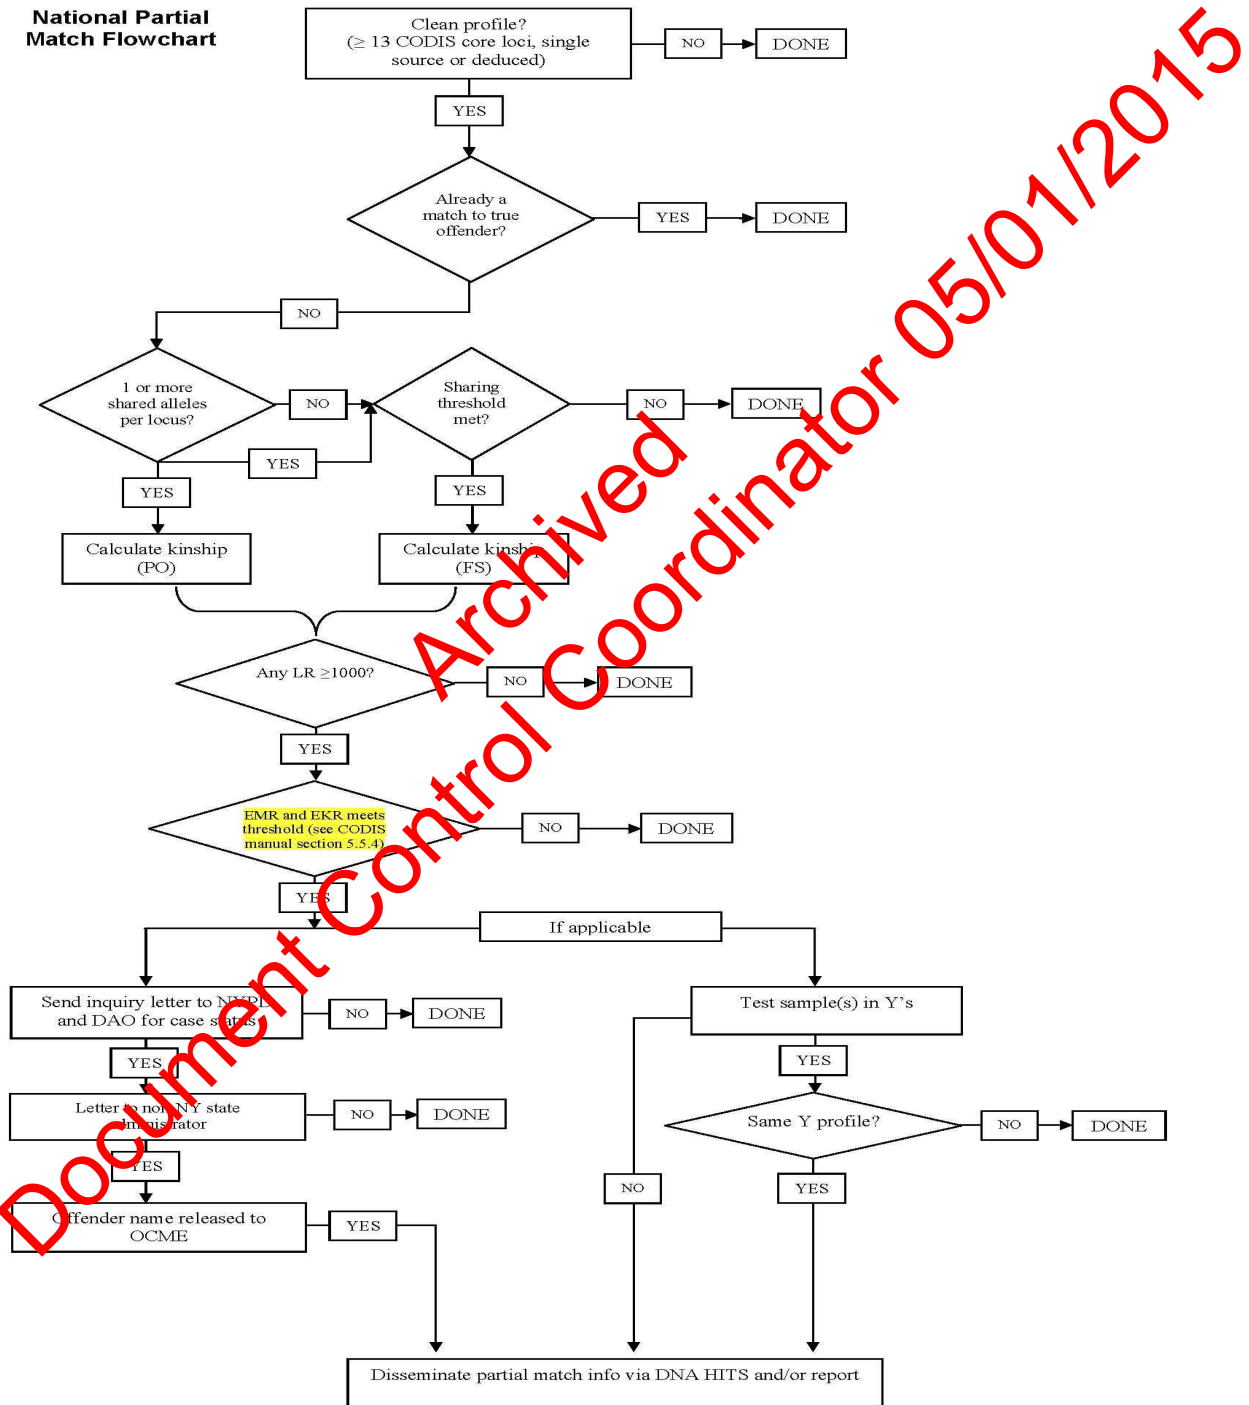 National Partial
Match Flowchart
Clean profile?
(≥ 13 CODIS core loci, single
source or deduced)
NO
DONE
YES
Already a
match to true
offender?
YES
DONE
NO
1 or more
shared alleles
per locus?
NO
Sharing
threshold
met?
NO
DONE
YES
YES
YES
Calculate kinship
(PO)
Calculate kinship
(FS)
Any LR ≥1000?
NO
DONE
YES
EMR and EKR meets
threshold (see CODIS
manual section 5.5.4)
NO
DONE
YES
If applicable
Send inquiry letter to NYPD
and DAO for case status
NO
DONE
Test sample(s) in Y's
YES
YES
Letter to non NY state
administrator
NO
DONE
Same Y profile?
NO
DONE
YES
NO
YES
Offender name released to
OCME
YES
Disseminate partial match info via DNA HITS and/or report
Archived
Document Control Coordinator 05/01/2015